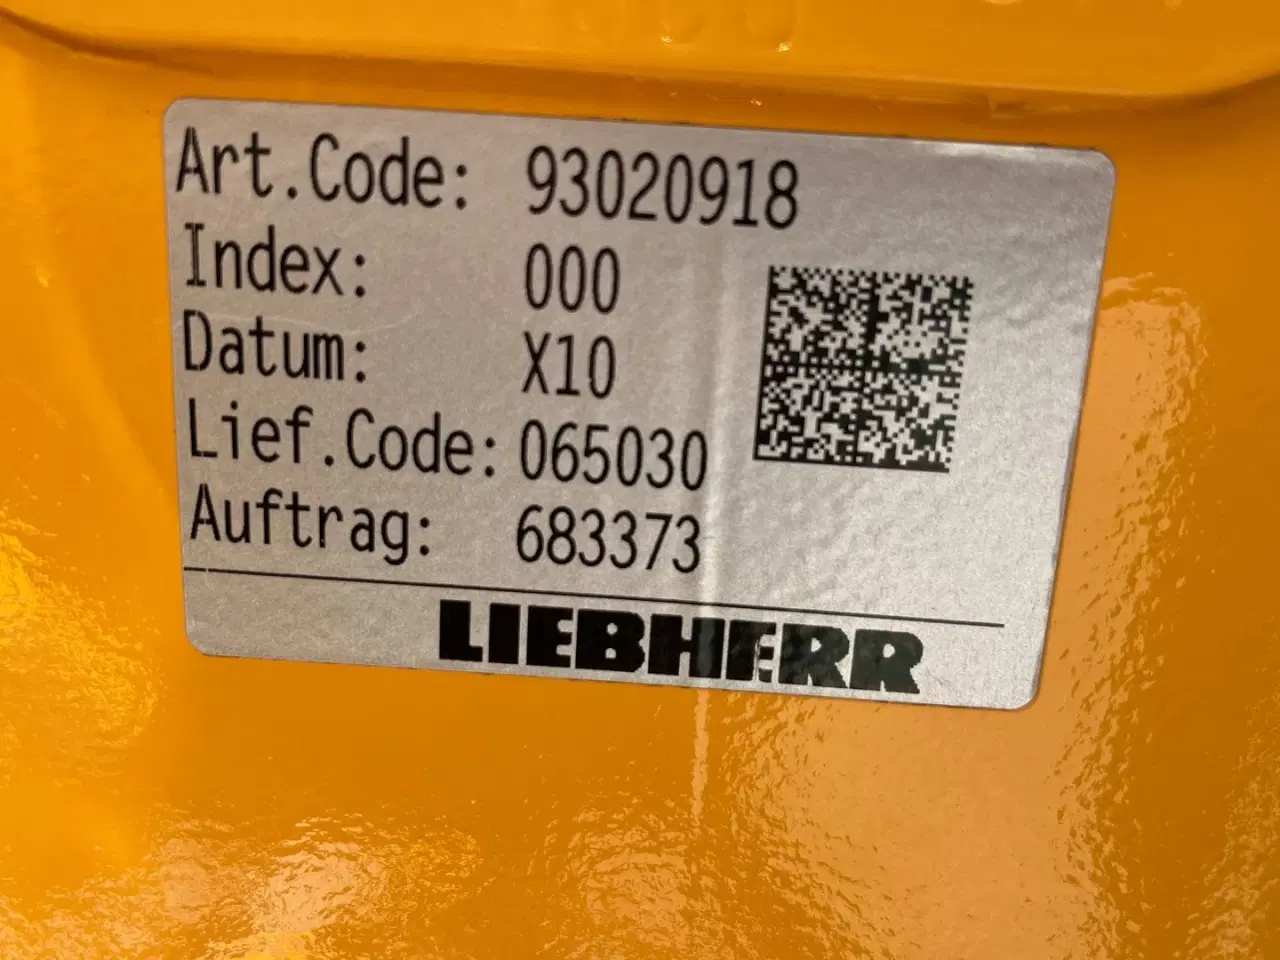 Art.Code: 93020918
Index: 000
Datum: X10
Lief.Code: 065030
Auftrag: 683373
LIEBHERR